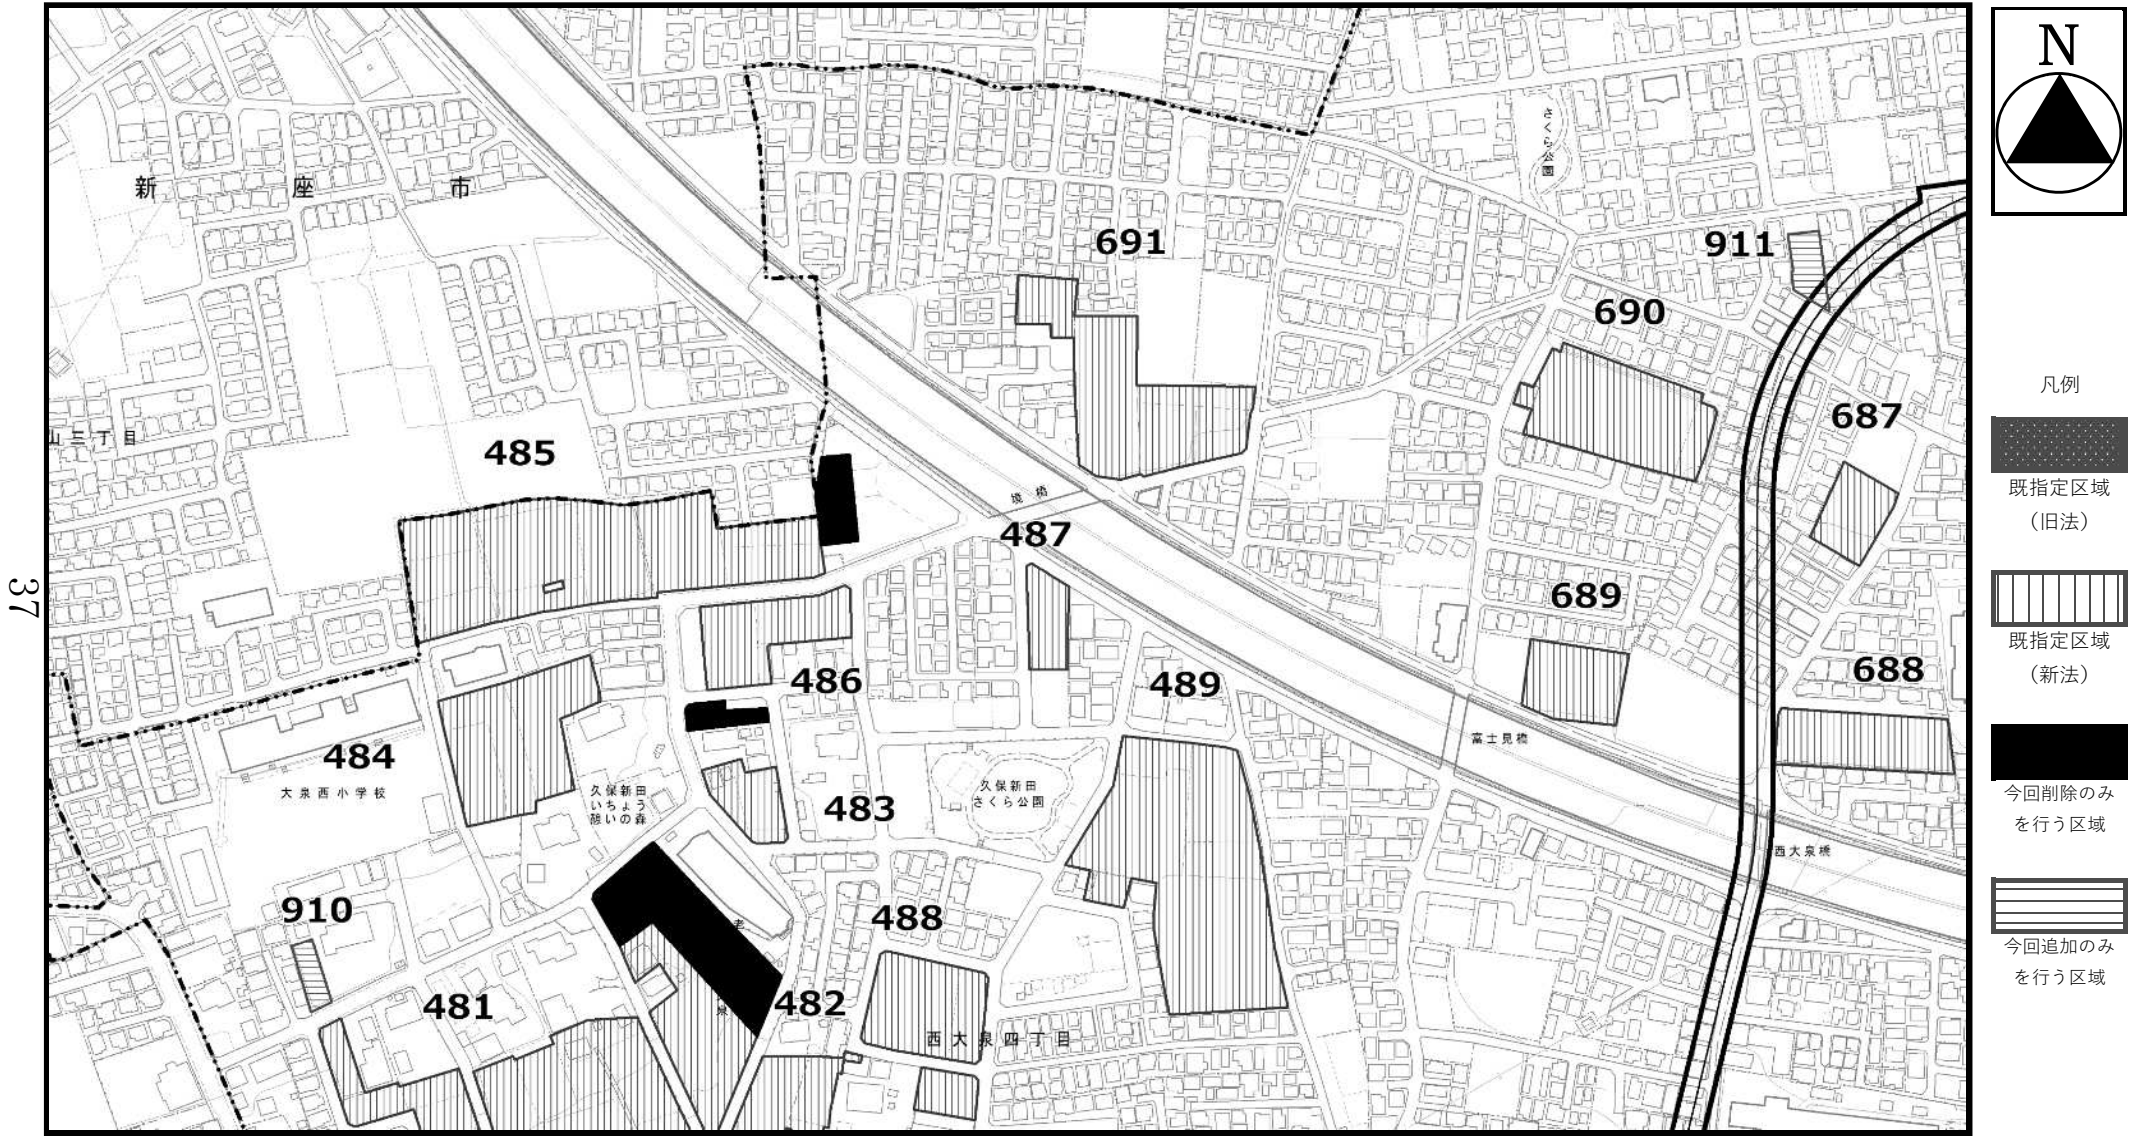 N
さくら公園
新座市
691
911
690
凡例
687
山三丁目
485
既指定区域
（旧法）
境橋
487
37
689
既指定区域
（新法）
486
489
688
484
富士見橋
大泉西小学校
久保新田
いちょう
憩いの森
久保新田
さくら公園
483
今回削除のみ
を行う区域
西大泉橋
910
488
老
今回追加のみ
を行う区域
481
482
泉
西大泉四丁目